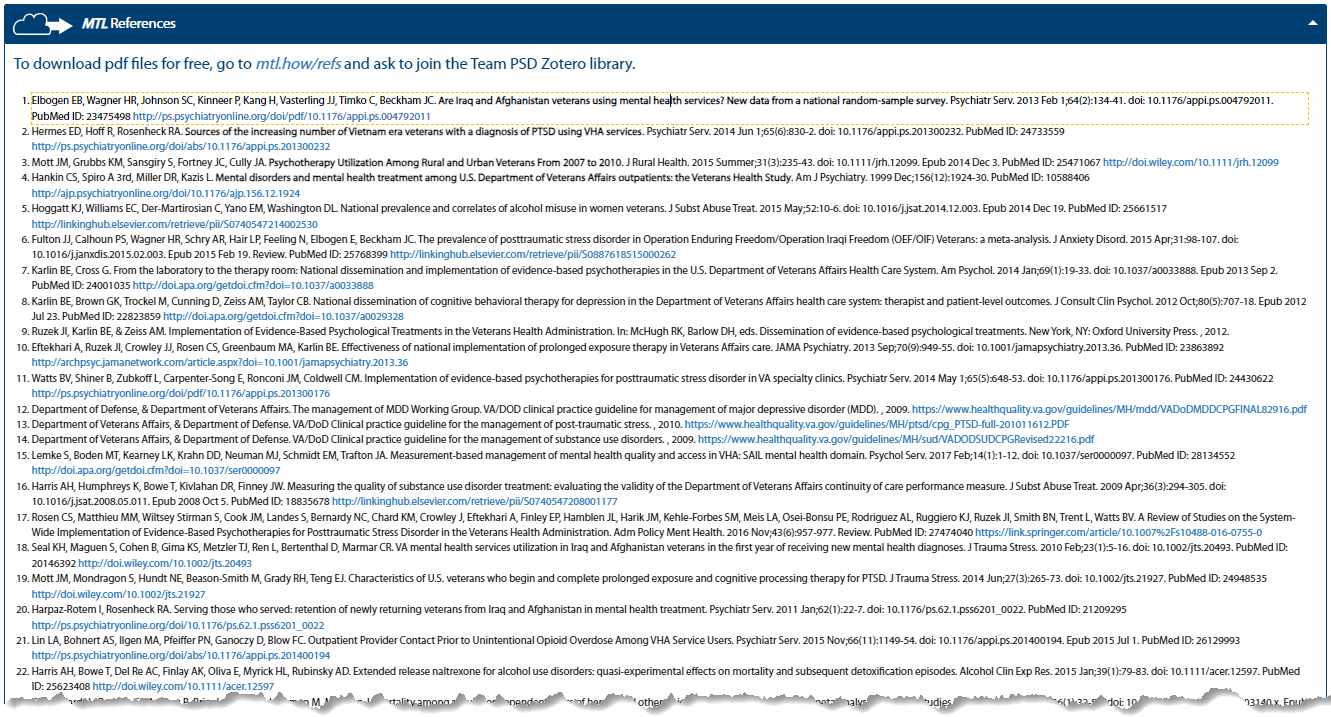 MTL References
To download pdf files for free, go to mtl.how/refs and ask to join the Team PSD Zotero library.
1. Elbogen EB, Wagner HR, Johnson SC, Kinneer P, Kang H, Vasterling JJ, Timko C, Beckham JC. Are Iraq and Afghanistan veterans using mental health services? New data from a national random-sample survey. Psychiatr Serv. 2013 Feb 1;64(2):134-41. doi: 10.1176/appi.ps.004792011.
PubMed ID: 23475498 http://ps.psychiatryonline.org/doi/pdf/10.1176/appi.ps.004792011
2. Hermes ED, Hoff R, Rosenheck RA. Sources of the increasing number of Vietnam era veterans with a diagnosis of PTSD using VHA services. Psychiatr Serv. 2014 Jun 1;65(6):830-2. doi: 10.1176/appi.ps.201300232. PubMed ID: 24733559
http://ps.psychiatryonline.org/doi/abs/10.1176/appi.ps.201300232
3. Mott JM, Grubbs KM, Sansgiry S, Fortney JC, Cully JA. Psychotherapy Utilization Among Rural and Urban Veterans From 2007 to 2010. J Rural Health. 2015 Summer;31(3):235-43. doi: 10.1111/jrh.12099. Epub 2014 Dec 3. PubMed ID: 25471067 http://doi.wiley.com/10.1111/jrh.12099
4. Hankin CS, Spiro A 3rd, Miller DR, Kazis L. Mental disorders and mental health treatment among U.S. Department of Veterans Affairs outpatients: the Veterans Health Study. Am J Psychiatry. 1999 Dec;156(12):1924-30. PubMed ID: 10588406
http://ajp.psychiatryonline.org/doi/10.1176/ajp.156.12.1924
5. Hoggatt KJ, Williams EC, Der-Martirosian C, Yano EM, Washington DL. National prevalence and correlates of alcohol misuse in women veterans. J Subst Abuse Treat. 2015 May;52:10-6. doi: 10.1016/j.jsat.2014.12.003. Epub 2014 Dec 19. PubMed ID: 25661517
http://linkinghub.elsevier.com/retrieve/pii/S0740547214002530
6. Fulton JJ, Calhoun PS, Wagner HR, Schry AR, Hair LP, Feeling N, Elbogen E, Beckham JC. The prevalence of posttraumatic stress disorder in Operation Enduring Freedom/Operation Iraqi Freedom (OEF/OIF) Veterans: a meta-analysis. J Anxiety Disord. 2015 Apr;31:98-107. doi:
10.1016/j.janxdis.2015.02.003. Epub 2015 Feb 19. Review. PubMed ID: 25768399 http://linkinghub.elsevier.com/retrieve/pii/S0887618515000262
7. Karlin BE, Cross G. From the laboratory to the therapy room: National dissemination and implementation of evidence-based psychotherapies in the U.S. Department of Veterans Affairs Health Care System. Am Psychol. 2014 Jan;69(1):19-33. doi: 10.1037/a0033888. Epub 2013 Sep 2.
PubMed ID: 24001035 http://doi.apa.org/getdoi.cfm?doi=10.1037/a0033888
8. Karlin BE, Brown GK, Trockel M, Cunning D, Zeiss AM, Taylor CB. National dissemination of cognitive behavioral therapy for depression in the Department of Veterans Affairs health care system: therapist and patient-level outcomes. J Consult Clin Psychol. 2012 Oct;80(5):707-18. Epub 2012
Jul 23. PubMed ID: 22823859 http://doi.apa.org/getdoi.cfm?doi=10.1037/a0029328
9. Ruzek JI, Karlin BE, & Zeiss AM. Implementation of Evidence-Based Psychological Treatments in the Veterans Health Administration. In: McHugh RK, Barlow DH, eds. Dissemination of evidence-based psychological treatments. New York, NY: Oxford University Press. , 2012.
10. Eftekhari A, Ruzek JI, Crowley JJ, Rosen CS, Greenbaum MA, Karlin BE. Effectiveness of national implementation of prolonged exposure therapy in Veterans Affairs care. JAMA Psychiatry. 2013 Sep;70(9):949-55. doi: 10.1001/jamapsychiatry.2013.36. PubMed ID: 23863892
http://archpsyc.jamanetwork.com/article.aspx?doi=10.1001/jamapsychiatry.2013.36
11. Watts BV, Shiner B, Zubkoff L, Carpenter-Song E, Ronconi JM, Coldwell CM. Implementation of evidence-based psychotherapies for posttraumatic stress disorder in VA specialty clinics. Psychiatr Serv. 2014 May 1;65(5):648-53. doi: 10.1176/appi.ps.201300176. PubMed ID: 24430622
http://ps.psychiatryonline.org/doi/pdf/10.1176/appi.ps.201300176
12. Department of Defense, & Department of Veterans Affairs. The management of MDD Working Group. VA/DOD clinical practice guideline for management of major depressive disorder (MDD). , 2009. https://www.healthquality.va.gov/guidelines/MH/mdd/VADoDMDDCPGFINAL82916.pdf
13. Department of Veterans Affairs, & Department of Defense. VA/DoD Clinical practice guideline for the management of post-traumatic stress. , 2010. https://www.healthquality.va.gov/guidelines/MH/ptsd/cpg_PTSD-full-201011612.PDF
14. Department of Veterans Affairs, & Department of Defense. VA/DoD Clinical practice guideline for the management of substance use disorders. , 2009. https://www.healthquality.va.gov/guidelines/MH/sud/VADODSUDCPGRevised22216.pdf
15. Lemke S, Boden MT, Kearney LK, Krahn DD, Neuman MJ, Schmidt EM, Trafton JA. Measurement-based management of mental health quality and access in VHA: SAIL mental health domain. Psychol Serv. 2017 Feb;14(1):1-12. doi: 10.1037/ser0000097. PubMed ID: 28134552
http://doi.apa.org/getdoi.cfm?doi=10.1037/ser0000097
16. Harris AH, Humphreys K, Bowe T, Kivlahan DR, Finney JW. Measuring the quality of substance use disorder treatment: evaluating the validity of the Department of Veterans Affairs continuity of care performance measure. J Subst Abuse Treat. 2009 Apr;36(3):294-305. doi:
10.1016/j.jsat.2008.05.011. Epub 2008 Oct 5. PubMed ID: 18835678 http://linkinghub.elsevier.com/retrieve/pii/S0740547208001177
17. Rosen CS, Matthieu MM, Wiltsey Stirman S, Cook JM, Landes S, Bernardy NC, Chard KM, Crowley J, Eftekhari A, Finley EP, Hamblen JL, Harik JM, Kehle-Forbes SM, Meis LA, Osei-Bonsu PE, Rodriguez AL, Ruggiero KJ, Ruzek JI, Smith BN, Trent L, Watts BV. A Review of Studies on the System-
Wide Implementation of Evidence-Based Psychotherapies for Posttraumatic Stress Disorder in the Veterans Health Administration. Adm Policy Ment Health. 2016 Nov;43(6):957-977. Review. PubMed ID: 27474040 https://link.springer.com/article/10.1007%2Fs10488-016-0755-0
18. Seal KH, Maguen S, Cohen B, Gima KS, Metzler TJ, Ren L, Bertenthal D, Marmar CR. VA mental health services utilization in Iraq and Afghanistan veterans in the first year of receiving new mental health diagnoses. J Trauma Stress. 2010 Feb;23(1):5-16. doi: 10.1002/jts.20493. PubMed ID:
20146392 http://doi.wiley.com/10.1002/jts.20493
19. Mott JM, Mondragon S, Hundt NE, Beason-Smith M, Grady RH, Teng EJ. Characteristics of U.S. veterans who begin and complete prolonged exposure and cognitive processing therapy for PTSD. J Trauma Stress. 2014 Jun;27(3):265-73. doi: 10.1002/jts.21927. PubMed ID: 24948535
http://doi.wiley.com/10.1002/jts.21927
20. Harpaz-Rotem I, Rosenheck RA. Serving those who served: retention of newly returning veterans from Iraq and Afghanistan in mental health treatment. Psychiatr Serv. 2011 Jan;62(1):22-7. doi: 10.1176/ps.62.1.pss6201_0022. PubMed ID: 21209295
http://ps.psychiatryonline.org/doi/10.1176/ps.62.1.pss6201_0022
21. Lin LA, Bohnert AS, Ilgen MA, Pfeiffer PN, Ganoczy D, Blow FC. Outpatient Provider Contact Prior to Unintentional Opioid Overdose Among VHA Service Users. Psychiatr Serv. 2015 Nov;66(11):1149-54. doi: 10.1176/appi.ps.201400194. Epub 2015 Jul 1. PubMed ID: 26129993
http://ps.psychiatryonline.org/doi/abs/10.1176/appi.ps.201400194
22. Harris AH, Bowe T, Del Re AC, Finlay AK, Oliva E, Myrick HL, Rubinsky AD. Extended release naltrexone for alcohol use disorders: quasi-experimental effects on mortality and subsequent detoxification episodes. Alcohol Clin Exp Res. 2015 Jan;39(1):79-83. doi: 10.1111/acer.12597. PubMed
ID: 25623408 http://doi.wiley.com/10.1111/acer.12597